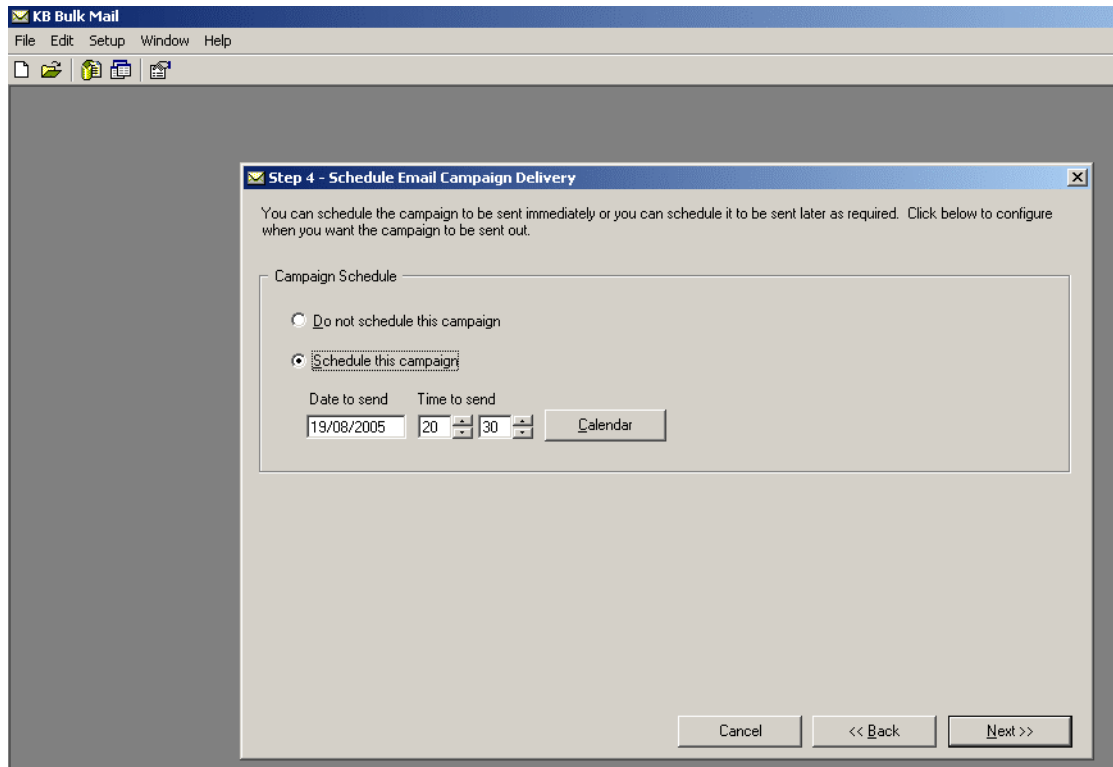 KB Bulk Mail
File Edit Setup Window Help
Step 4 - Schedule Email Campaign Delivery
You can schedule the campaign to be sent immediately or you can schedule it to be sent later as required. Click below to configure
when you want the campaign to be sent out.
Campaign Schedule
Do not schedule this campaign
Schedule this campaign
Date to send Time to send
19/08/2005 20 30 Calendar
Cancel << Back Next >>